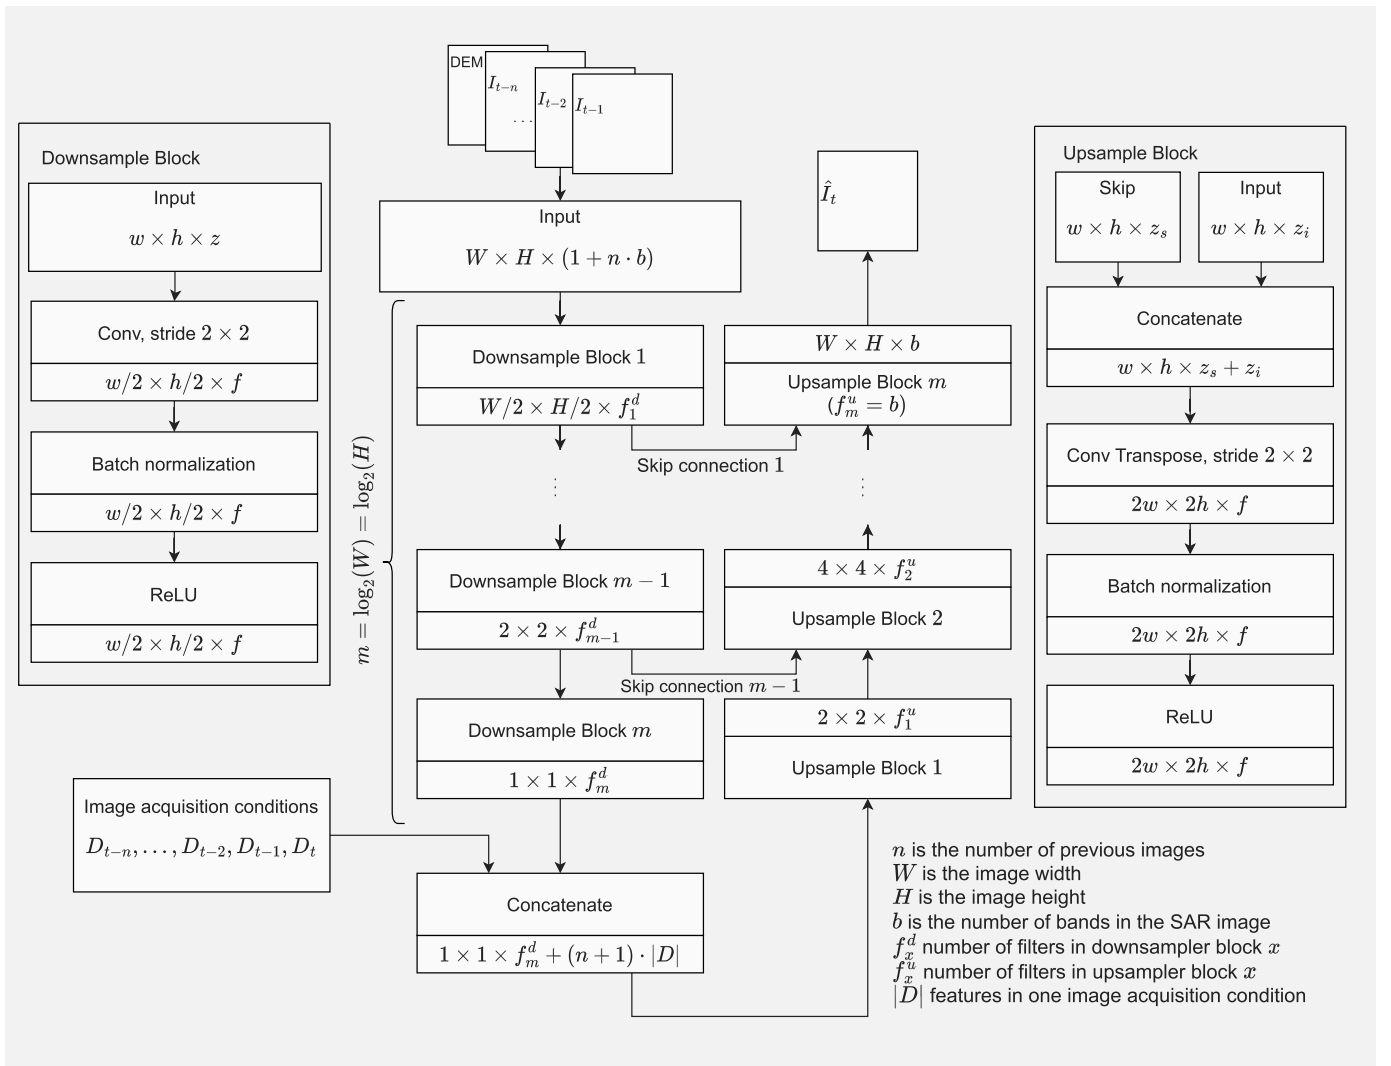 DEM
I_{t−n}
...
I_{t−2}
I_{t−1}
Downsample Block
Input
w × h × z
Conv, stride 2 × 2
w/2 × h/2 × f
Batch normalization
w/2 × h/2 × f
ReLU
w/2 × h/2 × f
Input
W × H × (1 + n · b)
m = log₂(W) = log₂(H)
Downsample Block 1
W/2 × H/2 × f_1^d
Skip connection 1
⋮
Downsample Block m − 1
2 × 2 × f_{m−1}^d
Skip connection m − 1
Downsample Block m
1 × 1 × f_m^d
Image acquisition conditions
D_{t−n}, ..., D_{t−2}, D_{t−1}, D_t
Concatenate
1 × 1 × f_m^d + (n + 1) · |D|
Î_t
W × H × b
Upsample Block m
(f_m^u = b)
⋮
4 × 4 × f_2^u
Upsample Block 2
2 × 2 × f_1^u
Upsample Block 1
Upsample Block
Skip
w × h × z_s
Input
w × h × z_i
Concatenate
w × h × z_s + z_i
Conv Transpose, stride 2 × 2
2w × 2h × f
Batch normalization
2w × 2h × f
ReLU
2w × 2h × f
n is the number of previous images
W is the image width
H is the image height
b is the number of bands in the SAR image
f_x^d number of filters in downsampler block x
f_x^u number of filters in upsampler block x
|D| features in one image acquisition condition